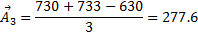 $\vec{A}_3 = \frac{730 + 733 - 630}{3} = 277.6$